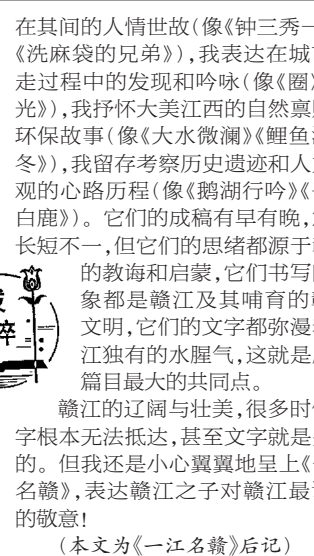 在其间的人情世故(像《钟三秀
《洗麻袋的兄弟》),我表达在城
走过程中的发现和吟咏(像《圈》
光》),我抒怀大美江西的自然禀
环保故事(像《大水微澜》《鲤鱼
冬》),我留存考察历史遗迹和人
观的心路历程(像《鹅湖行吟》《
白鹿》)。它们的成稿有早有晚,
长短不一,但它们的思绪都源于
的教诲和启蒙,它们书写
象都是赣江及其哺育的
文明,它们的文字都弥漫
江独有的水腥气,这就是
篇目最大的共同点。
粹
赣江的辽阔与壮美,很多时
字根本无法抵达,甚至文字就是
的。但我还是小心翼翼地呈上《
名赣》,表达赣江之子对赣江最
的敬意!
(本文为《一江名赣》后记)